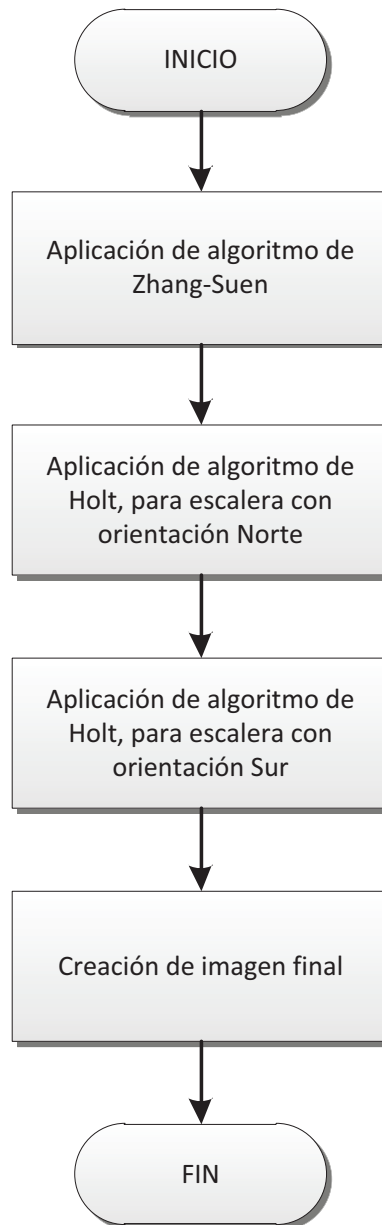 INICIO
Aplicación de algoritmo de
Zhang-Suen
Aplicación de algoritmo de
Holt, para escalera con
orientación Norte
Aplicación de algoritmo de
Holt, para escalera con
orientación Sur
Creación de imagen final
FIN